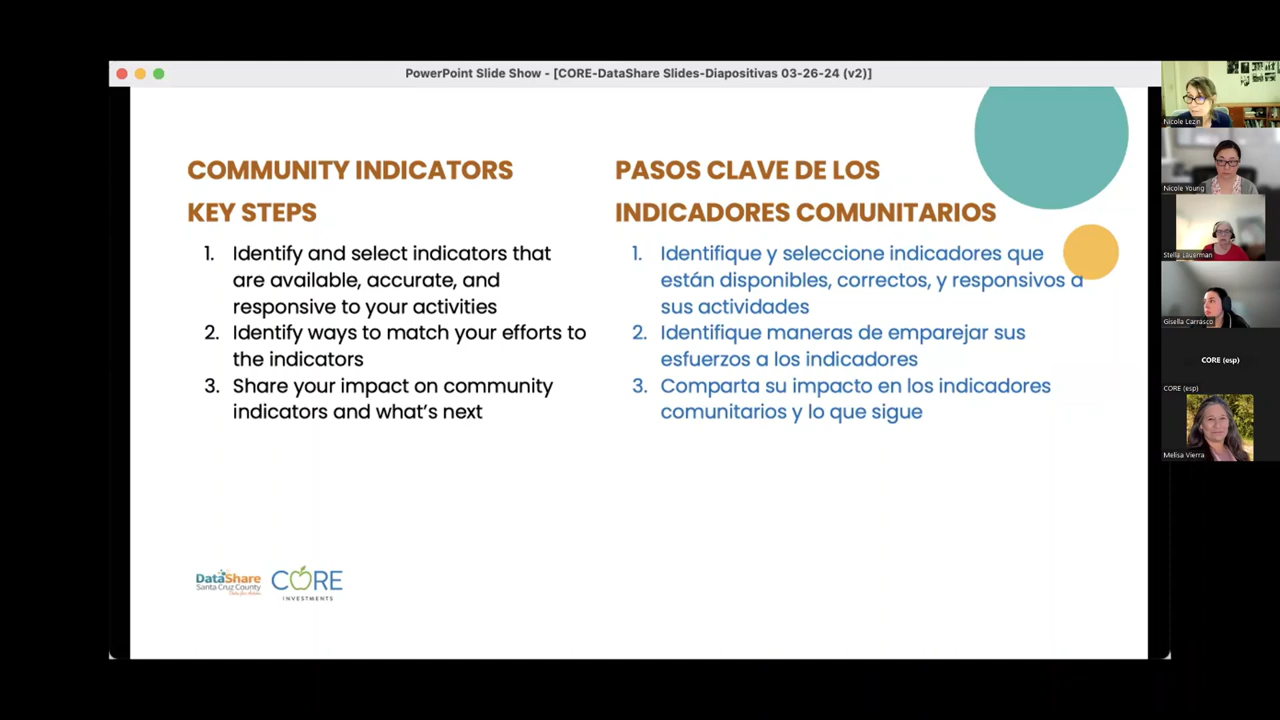 PowerPoint Slide Show - [CORE-DataShare Slides-Diapositivas 03-26-24 (v2)]
COMMUNITY INDICATORS
KEY STEPS
1. Identify and select indicators that
are available, accurate, and
responsive to your activities
2. Identify ways to match your efforts to
the indicators
3. Share your impact on community
indicators and what's next
PASOS CLAVE DE LOS
INDICADORES COMUNITARIOS
1. Identifique y seleccione indicadores que
están disponibles, correctos, y responsivos a
sus actividades
2. Identifique maneras de emparejar sus
esfuerzos a los indicadores
3. Comparta su impacto en los indicadores
comunitarios y lo que sigue
DataShare
Santa Cruz County
CORE
INVESTMENTS
Nicole Lezin
Nicole Young
Stella Lauerman
Gisella Carrasco
CORE (esp)
CORE (esp)
Melisa Vierra